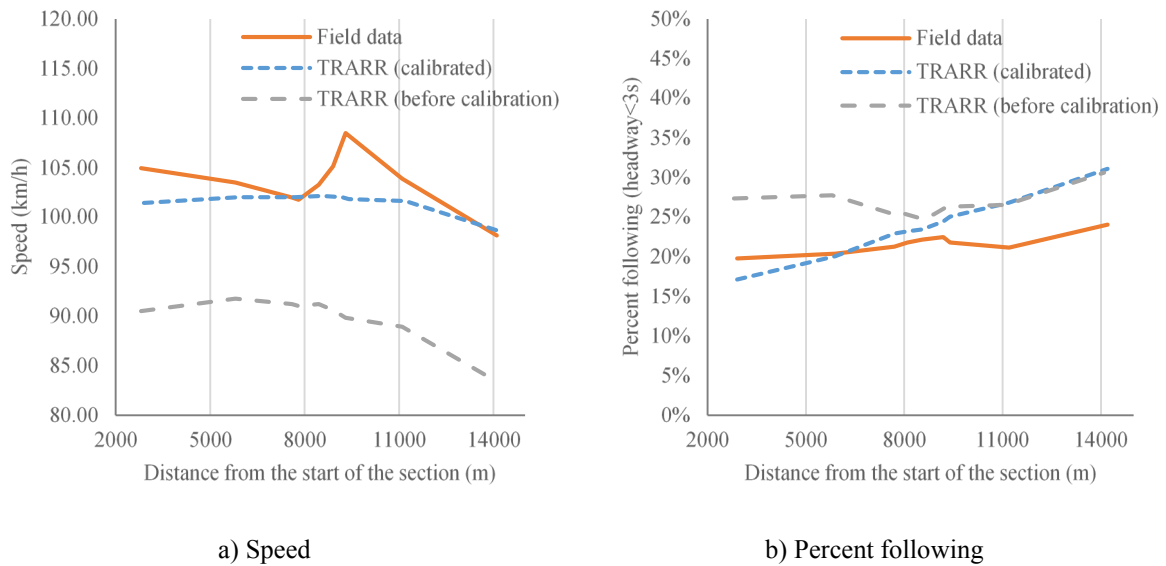 120.00
115.00
110.00
105.00
100.00
95.00
90.00
85.00
80.00
Speed (km/h)
Field data
TRARR (calibrated)
TRARR (before calibration)
2000 5000 8000 11000 14000
Distance from the start of the section (m)
a) Speed
50%
45%
40%
35%
30%
25%
20%
15%
10%
5%
0%
Percent following (headway<3s)
Field data
TRARR (calibrated)
TRARR (before calibration)
2000 5000 8000 11000 14000
Distance from the start of the section (m)
b) Percent following